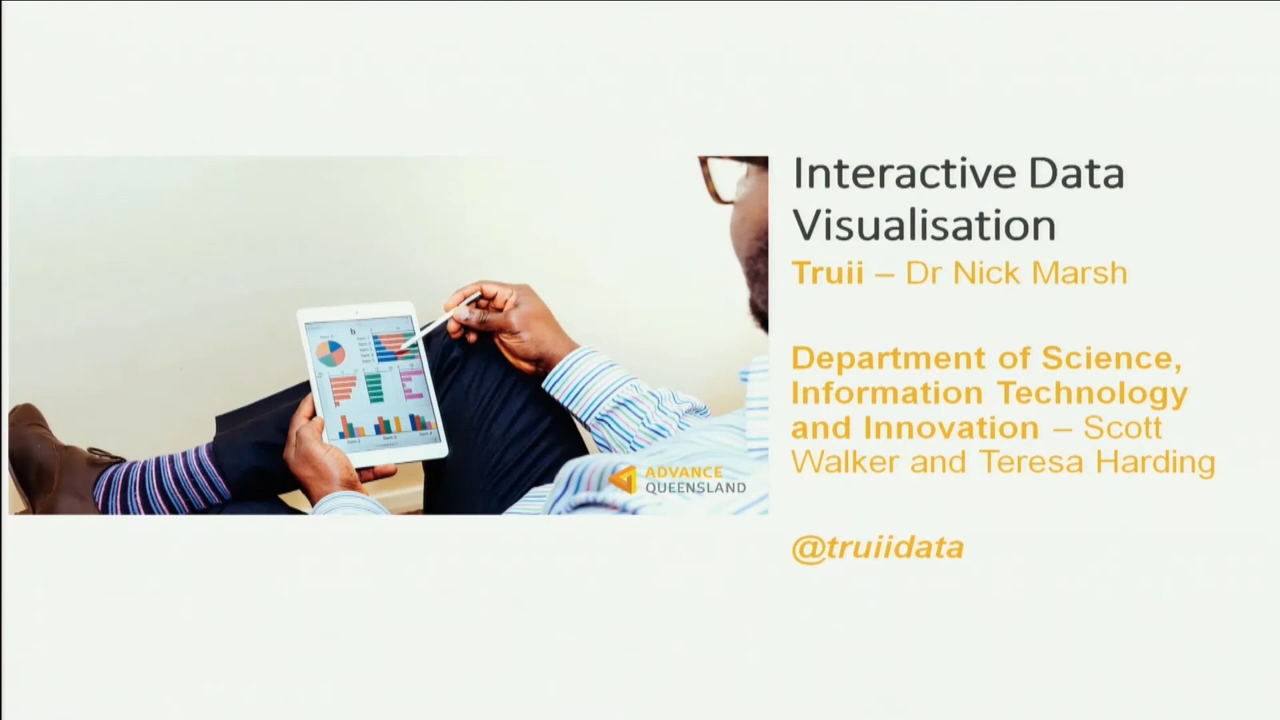 Interactive Data
Visualisation
Truii – Dr Nick Marsh
Department of Science,
Information Technology
and Innovation – Scott
Walker and Teresa Harding
@truiidata
ADVANCE
QUEENSLAND